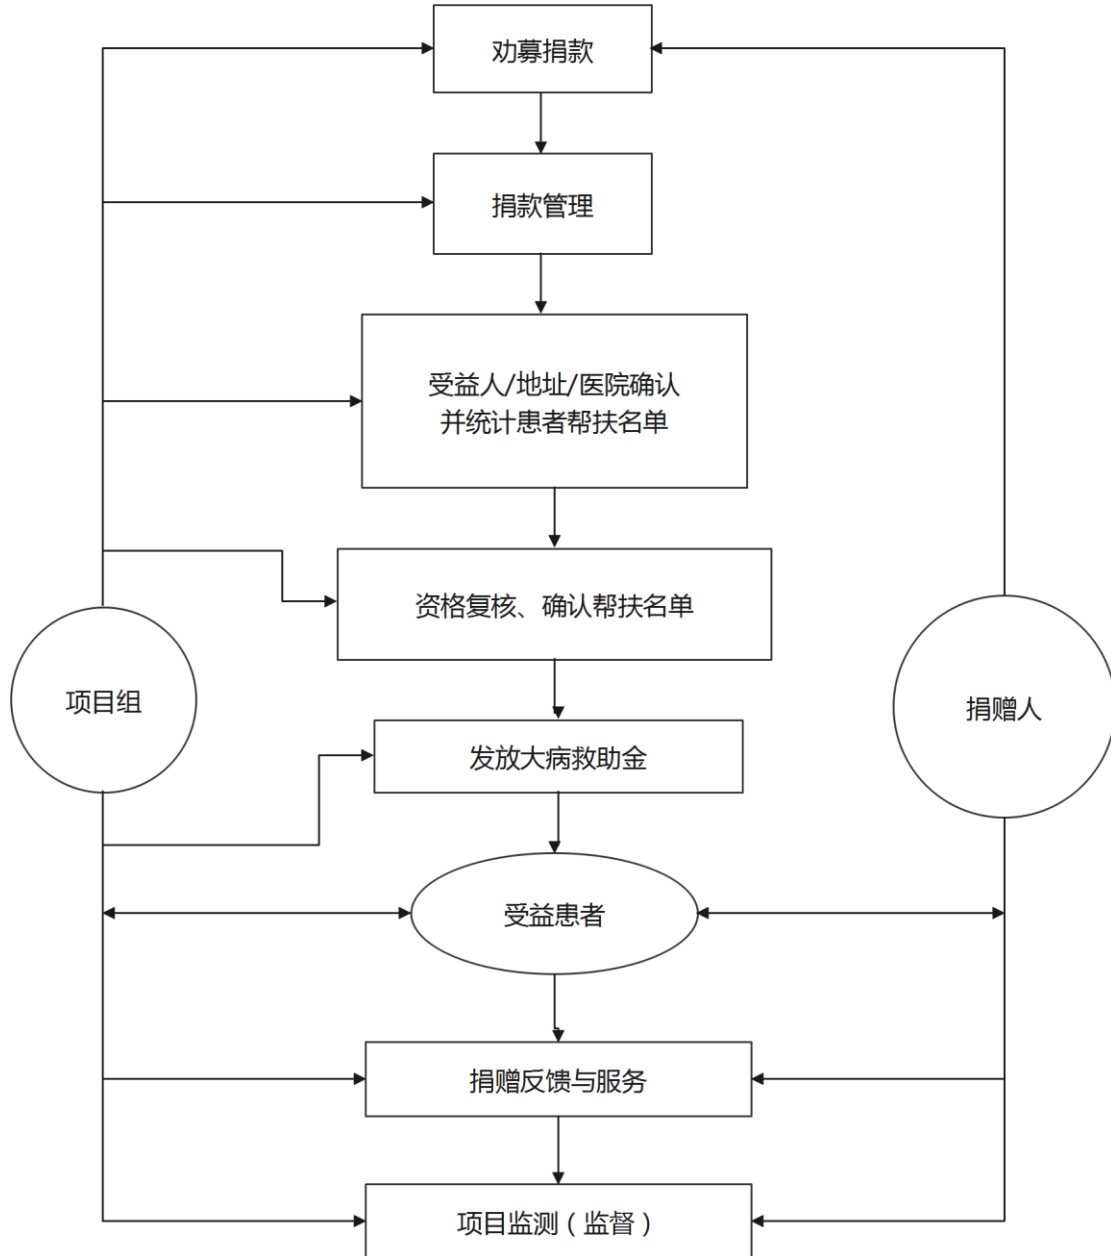 劝募捐款
捐款管理
受益人/地址/医院确认
并统计患者帮扶名单
资格复核、确认帮扶名单
项目组
捐赠人
发放大病救助金
受益患者
捐赠反馈与服务
项目监测（监督）